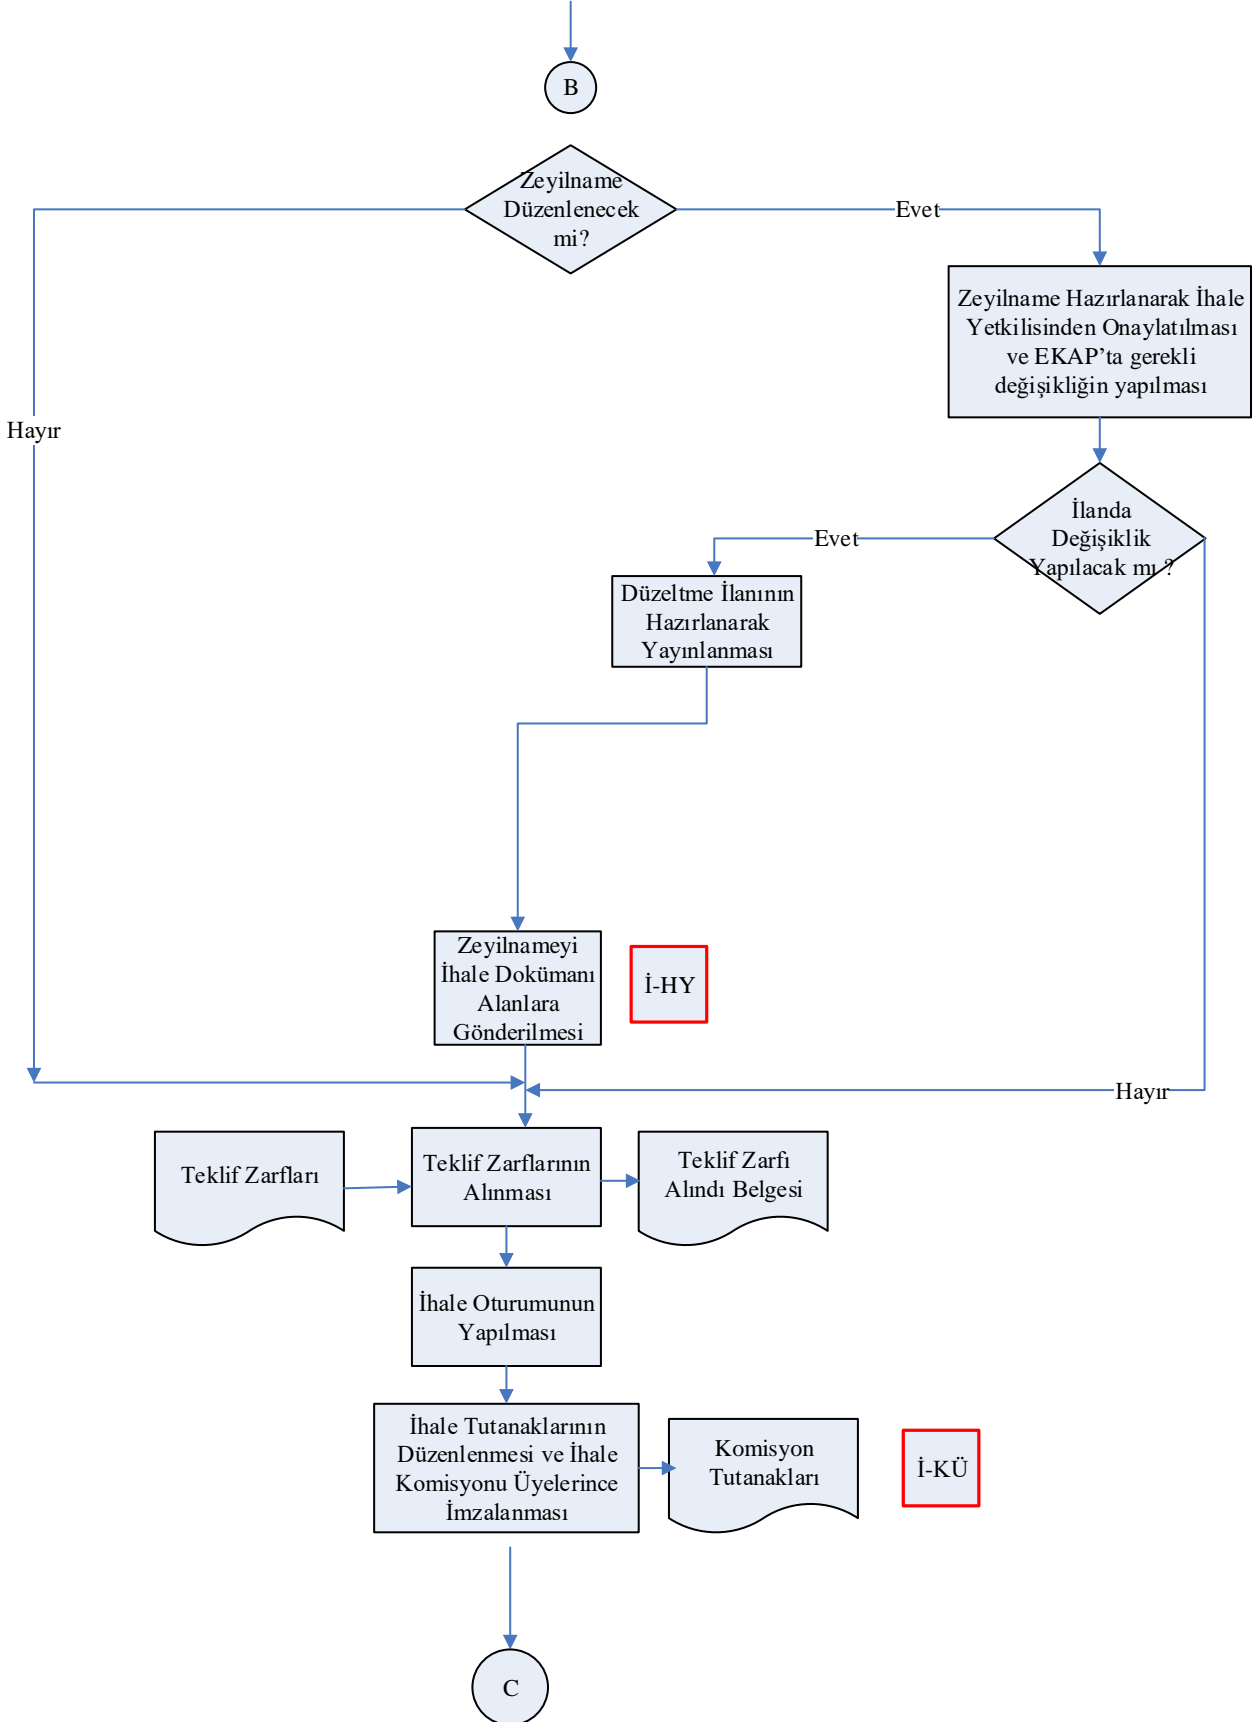 B
Zeyilname
Düzenlenecek
mi?
Evet
Zeyilname Hazırlanarak İhale
Yetkilisinden Onaylatılması
ve EKAP’ta gerekli
değişikliğin yapılması
Hayır
İlanda
Değişiklik
Yapılacak mı ?
Evet
Düzeltme İlanının
Hazırlanarak
Yayınlanması
Zeyilnameyi
İhale Dokümanı
Alanlara
Gönderilmesi
İ-HY
Hayır
Teklif Zarfları
Teklif Zarflarının
Alınması
Teklif Zarfı
Alındı Belgesi
İhale Oturumunun
Yapılması
İhale Tutanaklarının
Düzenlenmesi ve İhale
Komisyonu Üyelerince
İmzalanması
Komisyon
Tutanakları
İ-KÜ
C